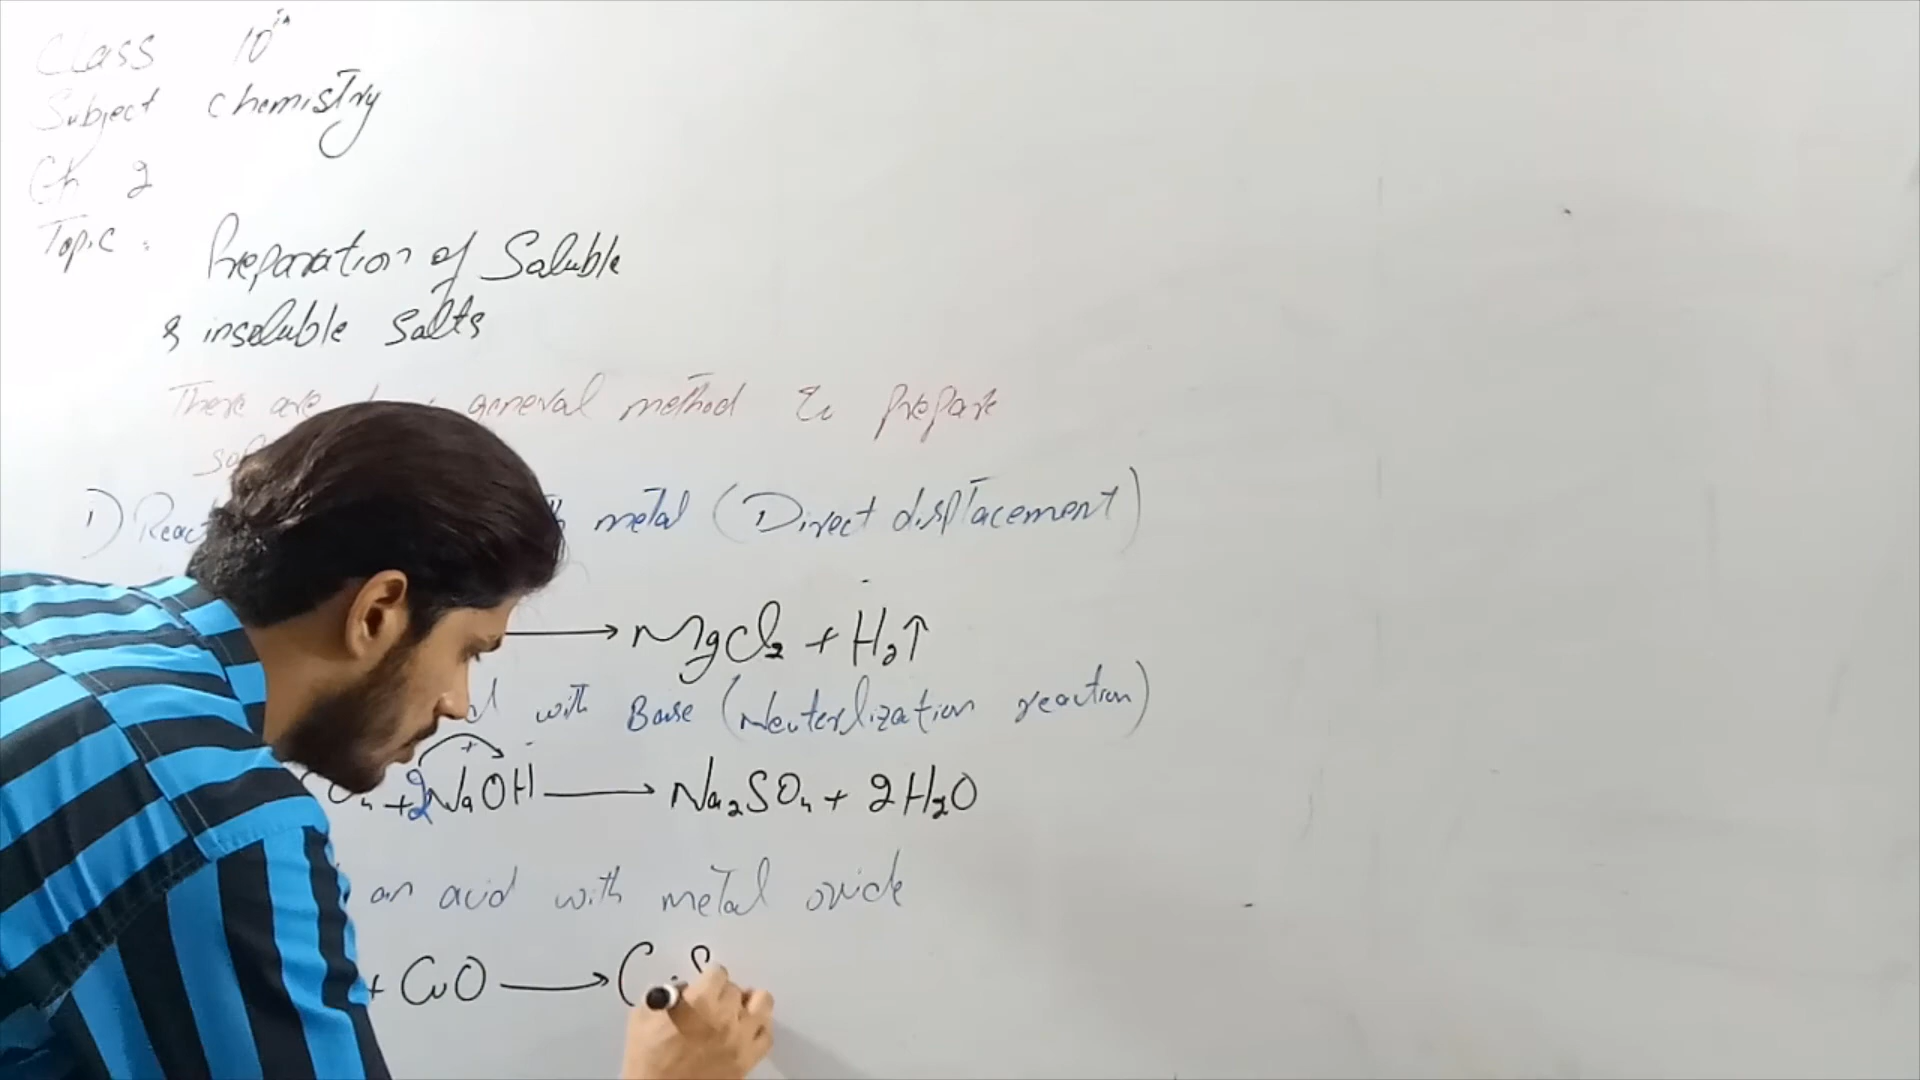 Class 10th
Subject chemistry
Ch 2
Topic :
Preparation of Soluble
& insoluble salts
There are general method to prepare
1) React metal (Direct displacement)
→ MgCl2 + H2↑
with Base (Neuterlization reaction)
+ 2NaOH → Na2SO4 + 2H2O
an acid with metal oxide
+ CuO →